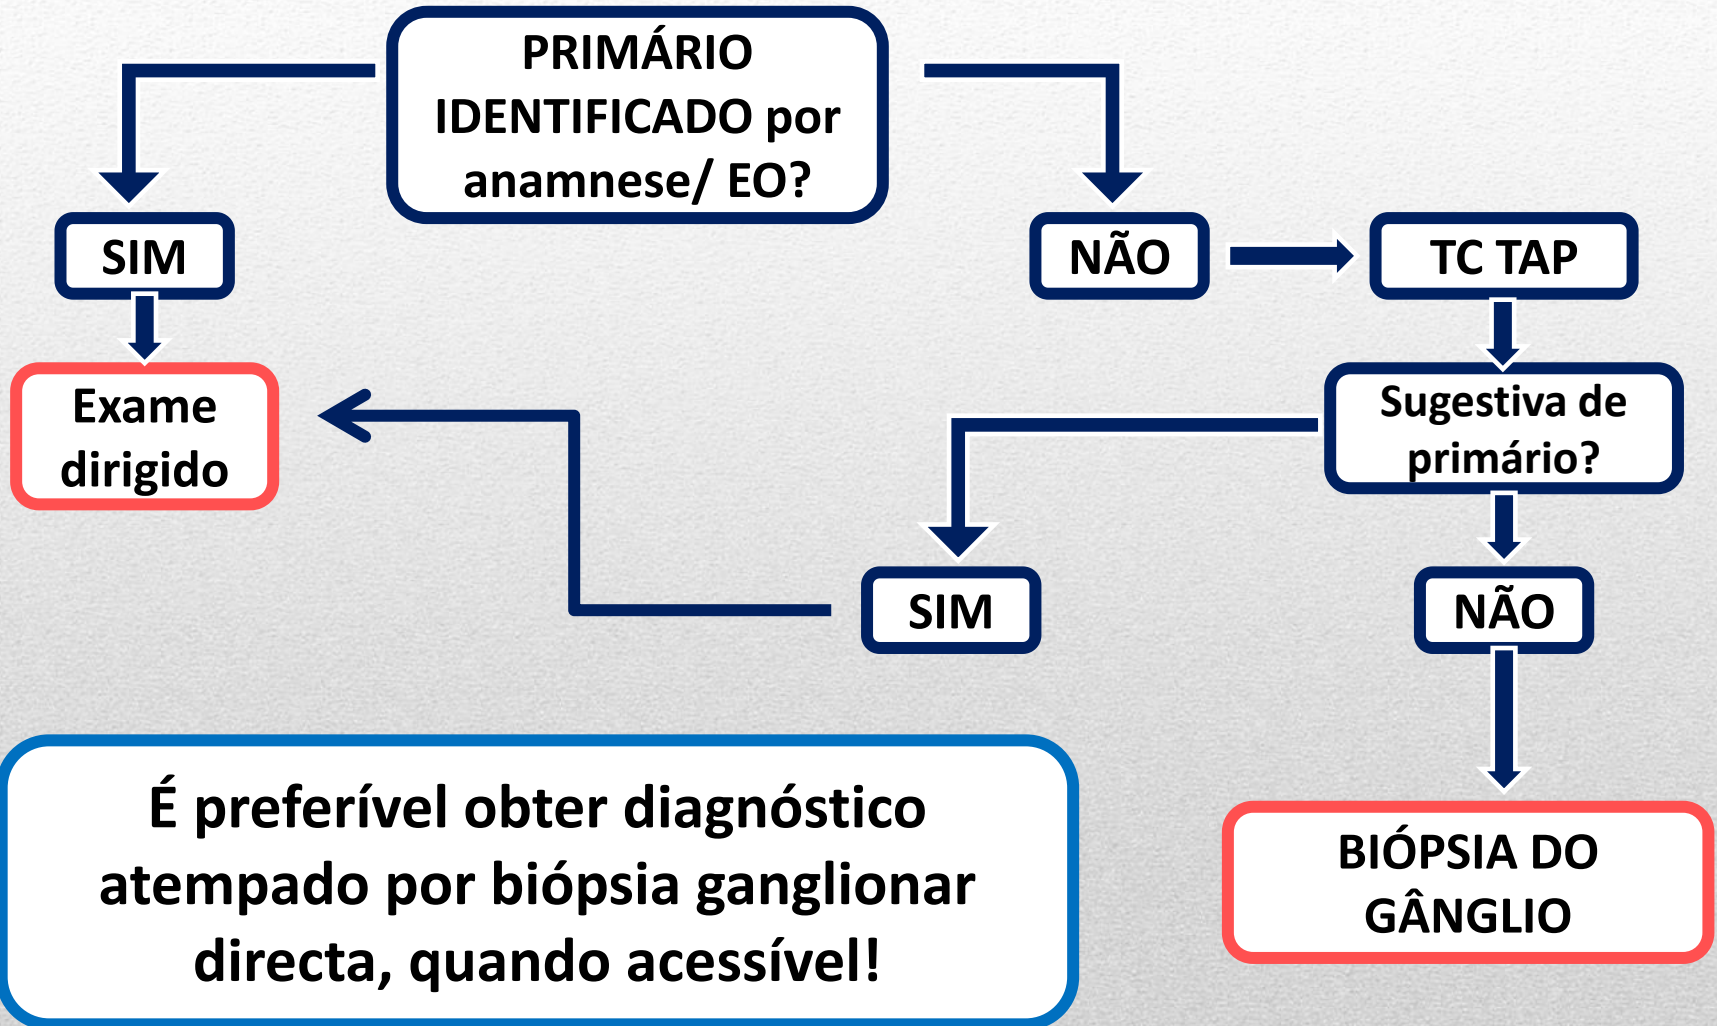 PRIMÁRIO
IDENTIFICADO por
anamnese/ EO?
SIM
NÃO
TC TAP
Exame
dirigido
Sugestiva de
primário?
SIM
NÃO
É preferível obter diagnóstico
atempado por biópsia ganglionar
directa, quando acessível!
BIÓPSIA DO
GÂNGLIO